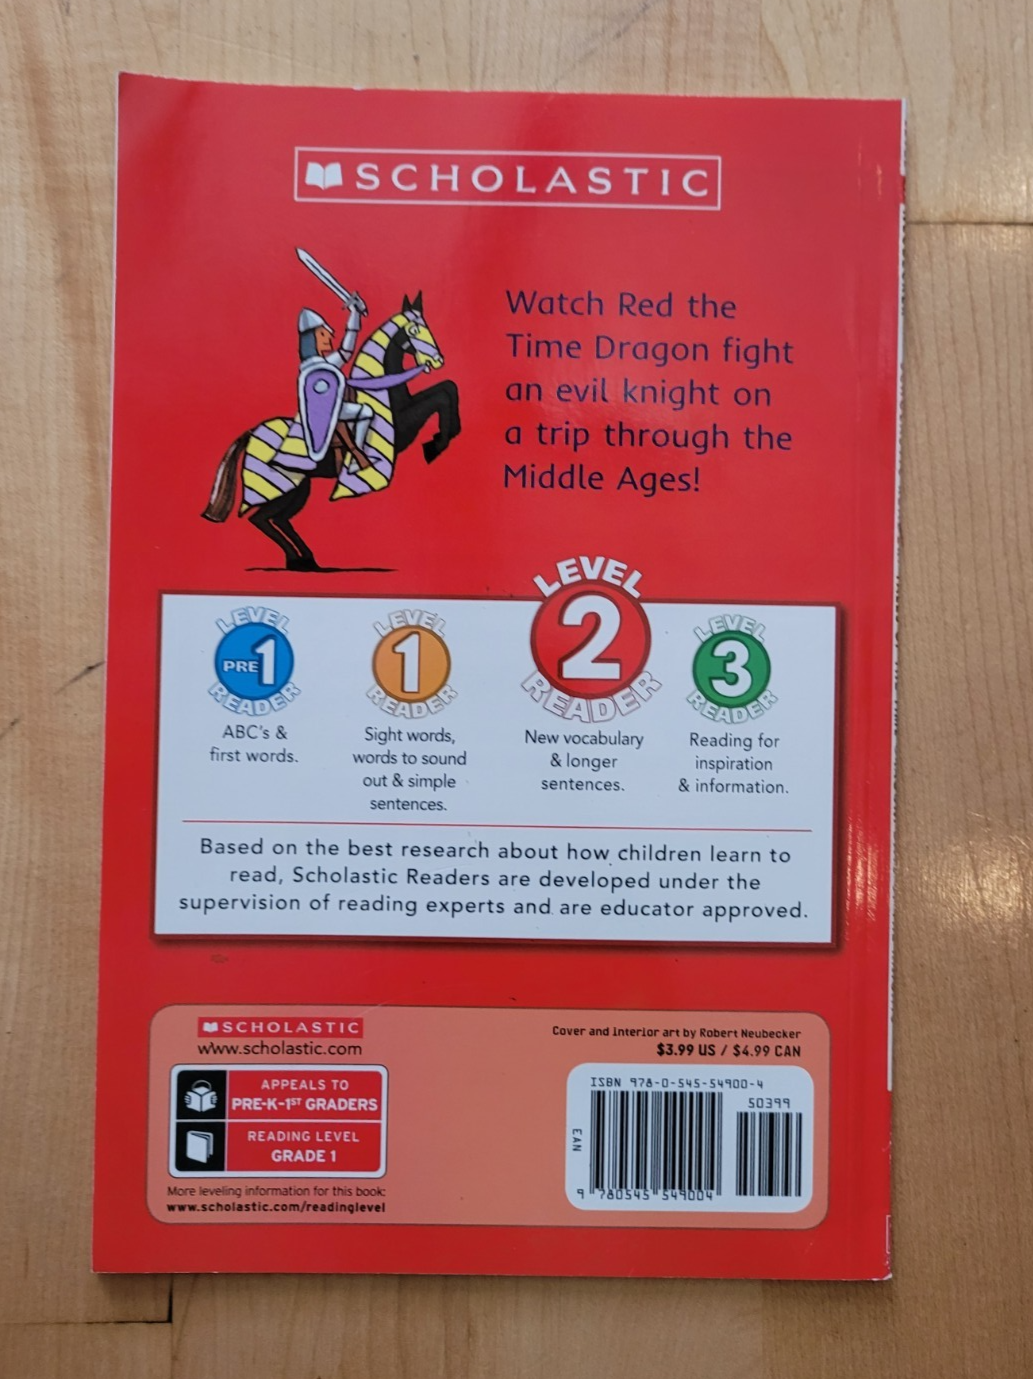 SCHOLASTIC
Watch Red the
Time Dragon fight
an evil knight on
a trip through the
Middle Ages!
LEVEL
PRE 1
READER
ABC's &
first words.
LEVEL
1
READER
Sight words,
words to sound
out & simple
sentences.
LEVEL
2
READER
New vocabulary
& longer
sentences.
LEVEL
3
READER
Reading for
inspiration
& information.
Based on the best research about how children learn to
read, Scholastic Readers are developed under the
supervision of reading experts and are educator approved.
SCHOLASTIC
www.scholastic.com
APPEALS TO
PRE-K–1ST GRADERS
READING LEVEL
GRADE 1
More leveling information for this book:
www.scholastic.com/readinglevel
Cover and interior art by Robert Neubecker
$3.99 US / $4.99 CAN
ISBN 978-0-545-54900-4
50399
EAN
9 780545 549004